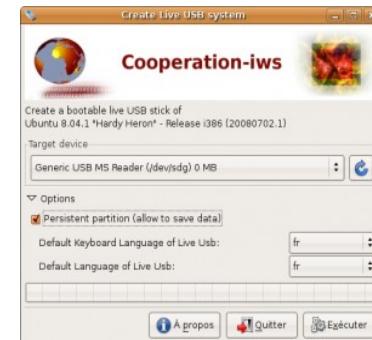 Create Live USB system
Cooperation-iws
Create a bootable live USB stick of
Ubuntu 8.04.1 "Hardy Heron" - Release i386 (20080702.1)
Target device
Generic USB MS Reader (/dev/sdg) 0 MB
Options
Persistent partition (allow to save data)
Default Keyboard Language of Live Usb: fr
Default Language of Live Usb: fr
À propos Quitter Exécuter